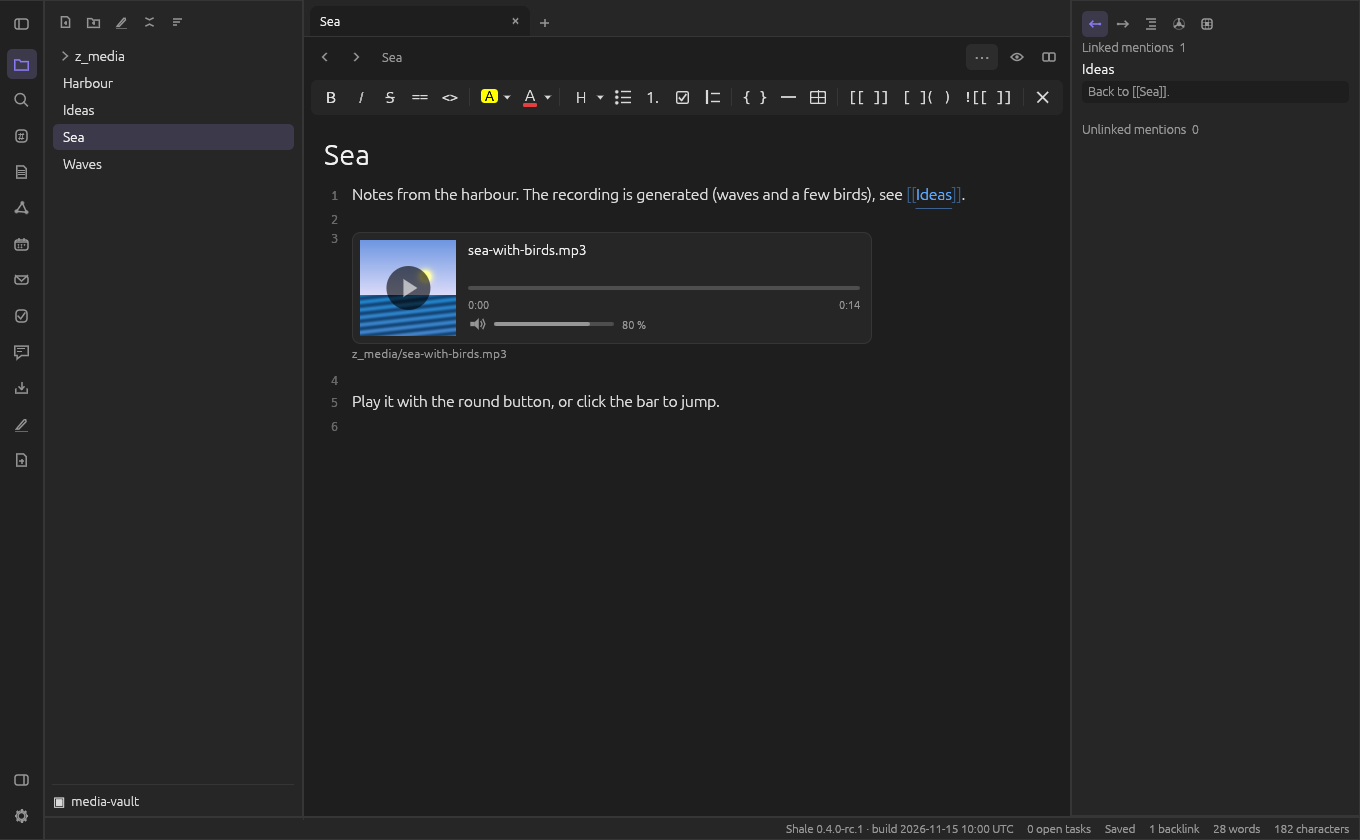 Sea ×
z_media
Harbour
Ideas
Sea
Waves
media-vault
Sea
B I S == <> A A H 1. { } — [[ ]] [ ]( ) ![[ ]]
Sea
1 Notes from the harbour. The recording is generated (waves and a few birds), see [[Ideas]].
2
3
sea-with-birds.mp3
0:00 0:14
80 %
z_media/sea-with-birds.mp3
4
5 Play it with the round button, or click the bar to jump.
6
Linked mentions 1
Ideas
Back to [[Sea]].
Unlinked mentions 0
Shale 0.4.0-rc.1 · build 2026-11-15 10:00 UTC 0 open tasks Saved 1 backlink 28 words 182 characters